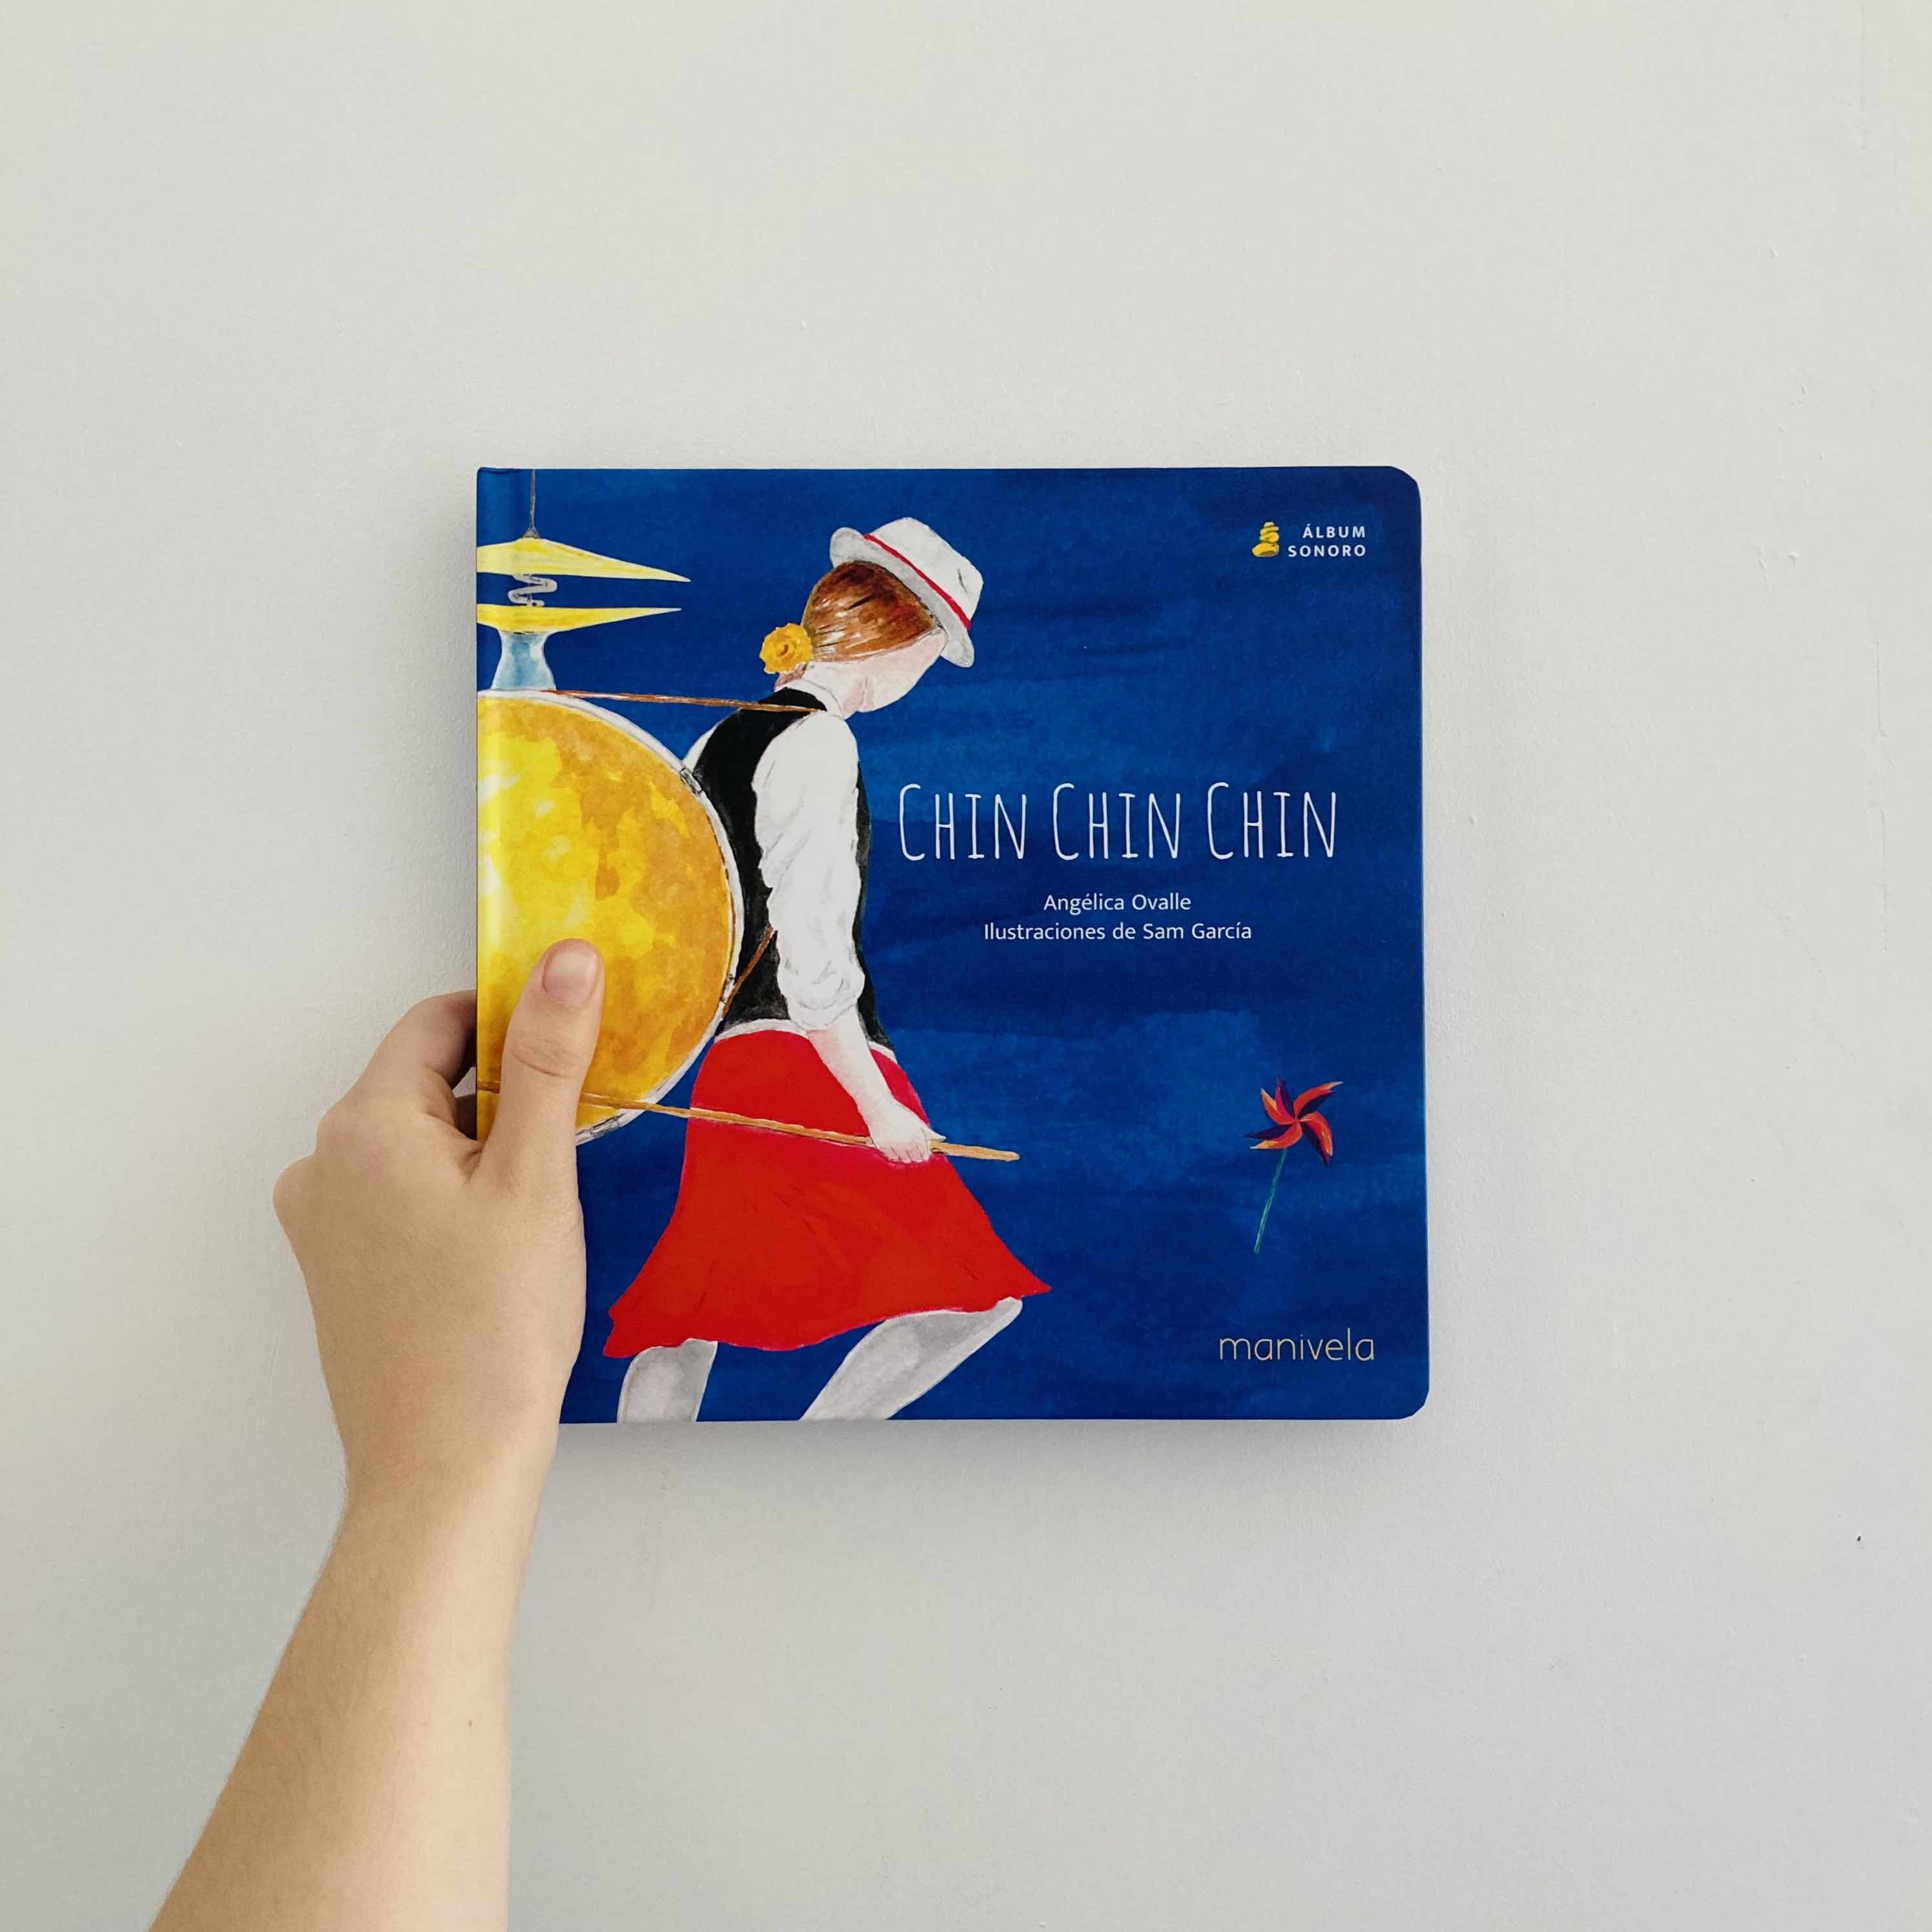 ÁLBUM
SONORO
CHIN CHIN CHIN
Angélica Ovalle
Ilustraciones de Sam García
manivela